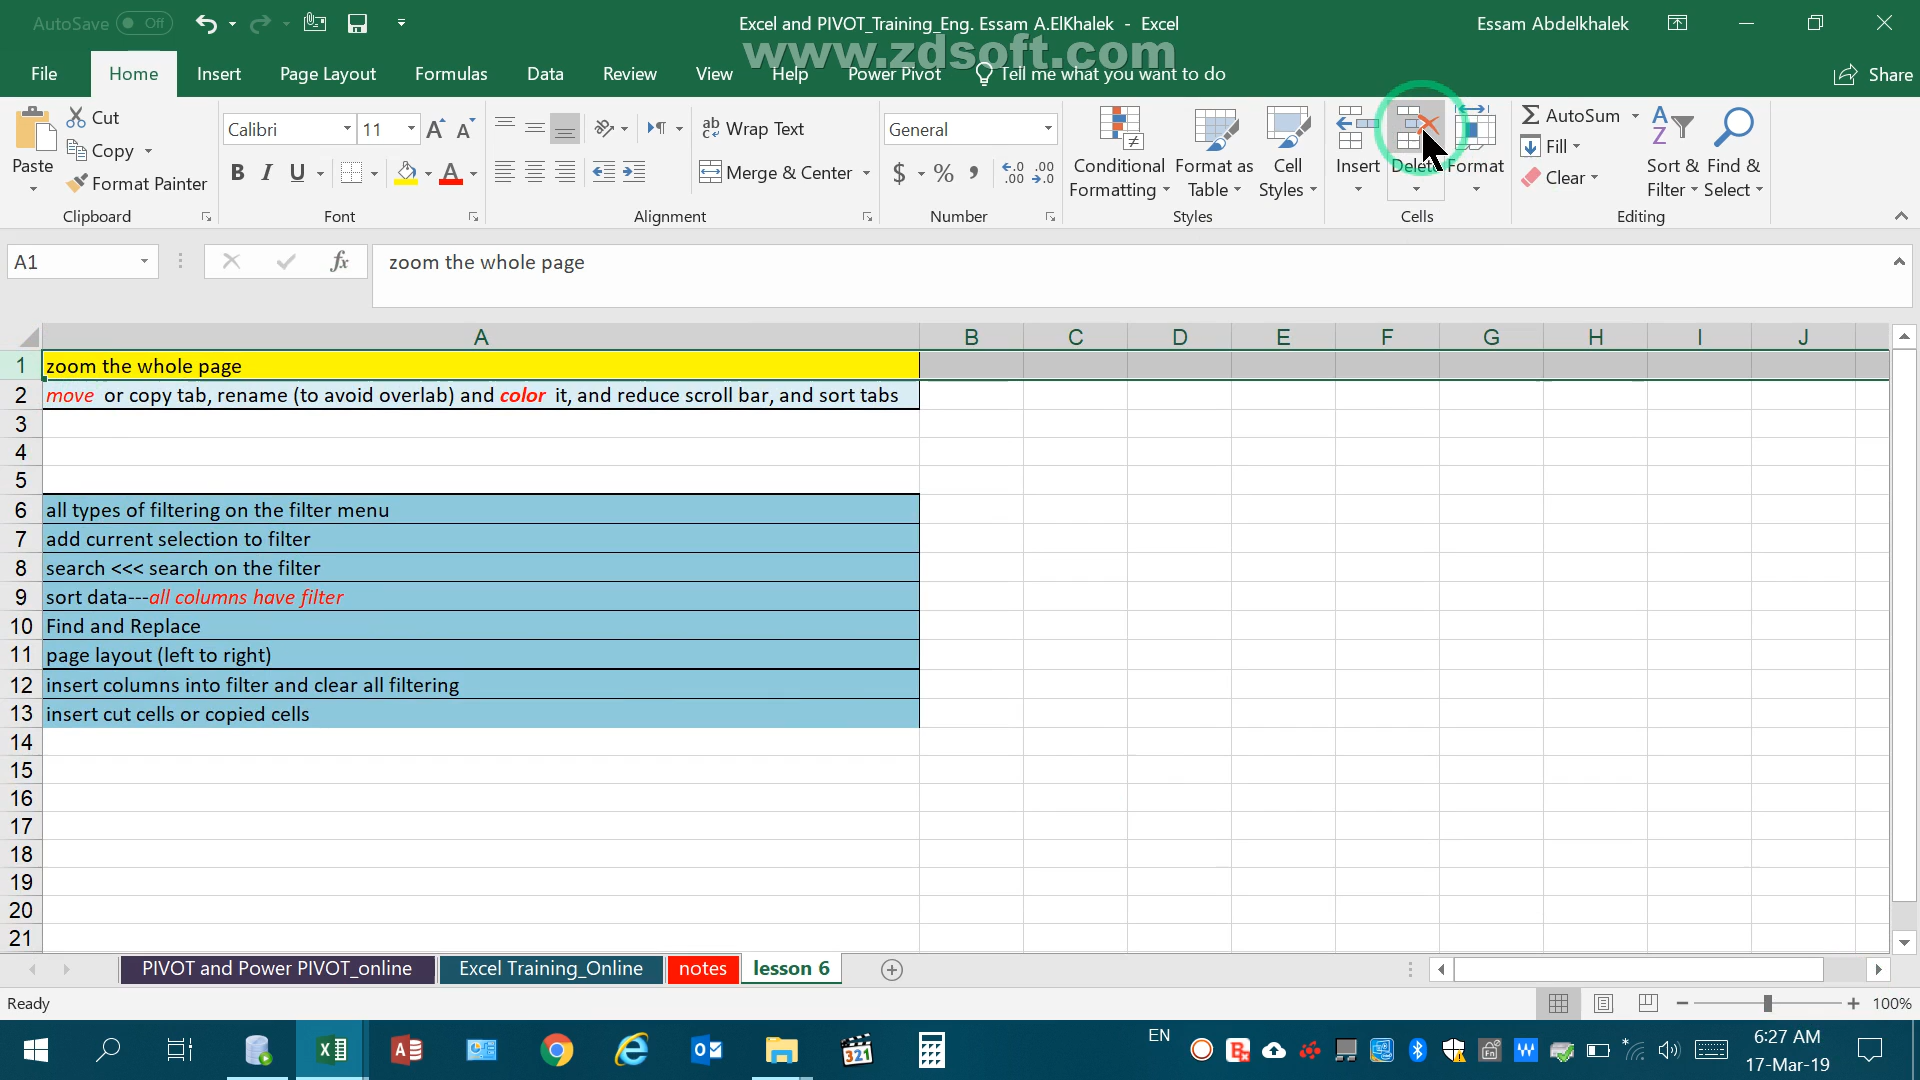 AutoSave Off
Excel and PIVOT_Training_Eng. Essam A.ElKhalek - Excel
Essam Abdelkhalek
www.zdsoft.com
File Home Insert Page Layout Formulas Data Review View Help Power Pivot Tell me what you want to do Share
Paste
Cut
Copy
Format Painter
Clipboard
Calibri 11
B I U
Font
Wrap Text
Merge & Center
Alignment
General
$ % ,
Number
Conditional Formatting
Format as Table
Cell Styles
Styles
Insert
Delete
Format
Cells
AutoSum
Fill
Clear
Sort & Filter
Find & Select
Editing
A1
fx
zoom the whole page
A B C D E F G H I J
1 zoom the whole page
2 move or copy tab, rename (to avoid overlab) and color it, and reduce scroll bar, and sort tabs
3
4
5
6 all types of filtering on the filter menu
7 add current selection to filter
8 search <<< search on the filter
9 sort data---all columns have filter
10 Find and Replace
11 page layout (left to right)
12 insert columns into filter and clear all filtering
13 insert cut cells or copied cells
14
15
16
17
18
19
20
21
PIVOT and Power PIVOT_online Excel Training_Online notes lesson 6
Ready
100%
EN
6:27 AM
17-Mar-19